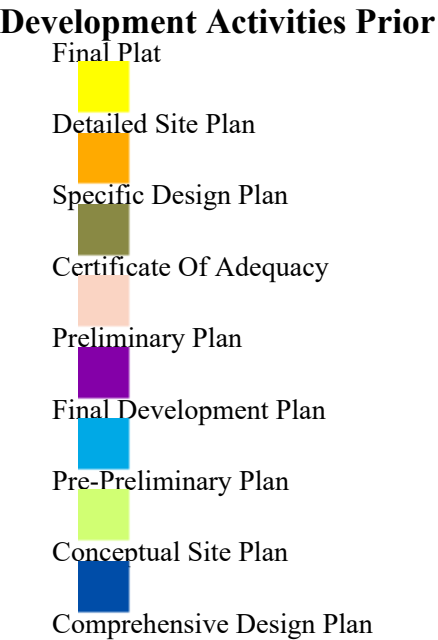 Development Activities Prior
Final Plat
Detailed Site Plan
Specific Design Plan
Certificate Of Adequacy
Preliminary Plan
Final Development Plan
Pre-Preliminary Plan
Conceptual Site Plan
Comprehensive Design Plan